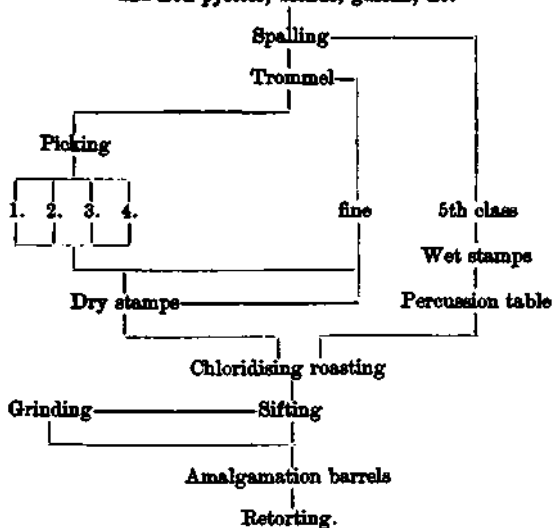 Spalling
Trommel
Picking
1. 2. 3. 4. fine 5th class
Wet stamps
Dry stamps Percussion table
Chloridising roasting
Grinding Sifting
Amalgamation barrels
Retorting.